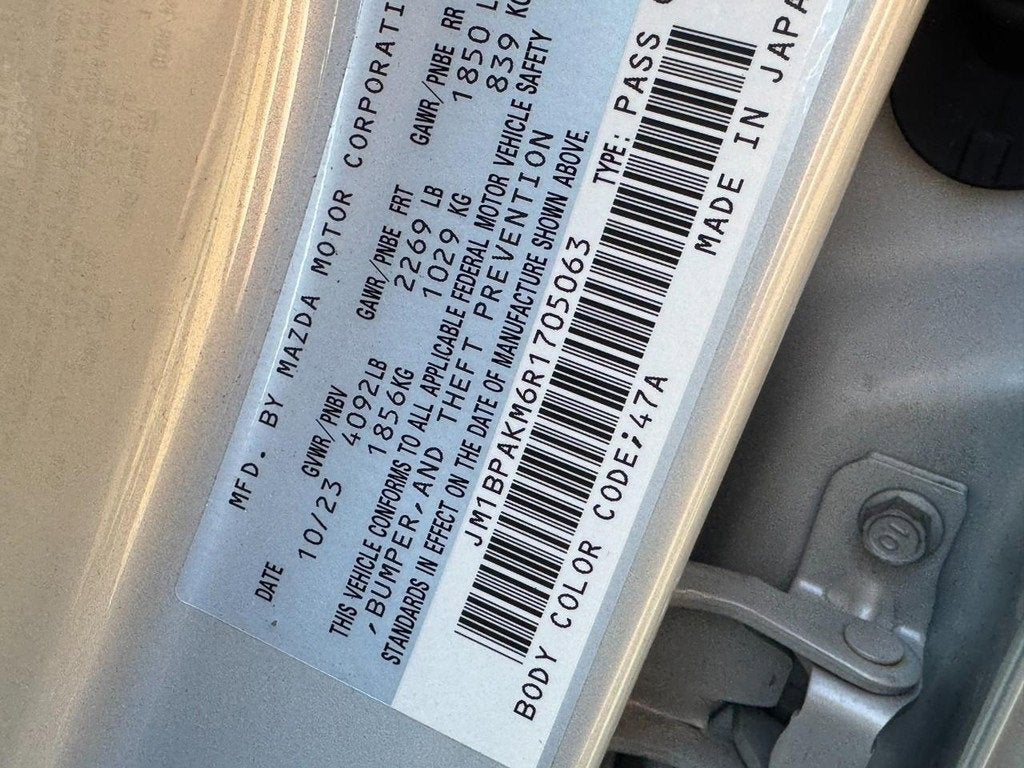 MFD. BY MAZDA MOTOR CORPORATI
DATE GVWR/PNBV GAWR/PNBE FRT GAWR/PNBE RR
10/23 4092LB 2269 LB 1850 L
1856KG 1029 KG 839 KG
THIS VEHICLE CONFORMS TO ALL APPLICABLE FEDERAL MOTOR VEHICLE SAFETY
, BUMPER, AND THEFT PREVENTION
STANDARDS IN EFFECT ON THE DATE OF MANUFACTURE SHOWN ABOVE.
JM1BPAKM6R1705063 TYPE: PASS
BODY COLOR CODE;47A MADE IN JAPA
10